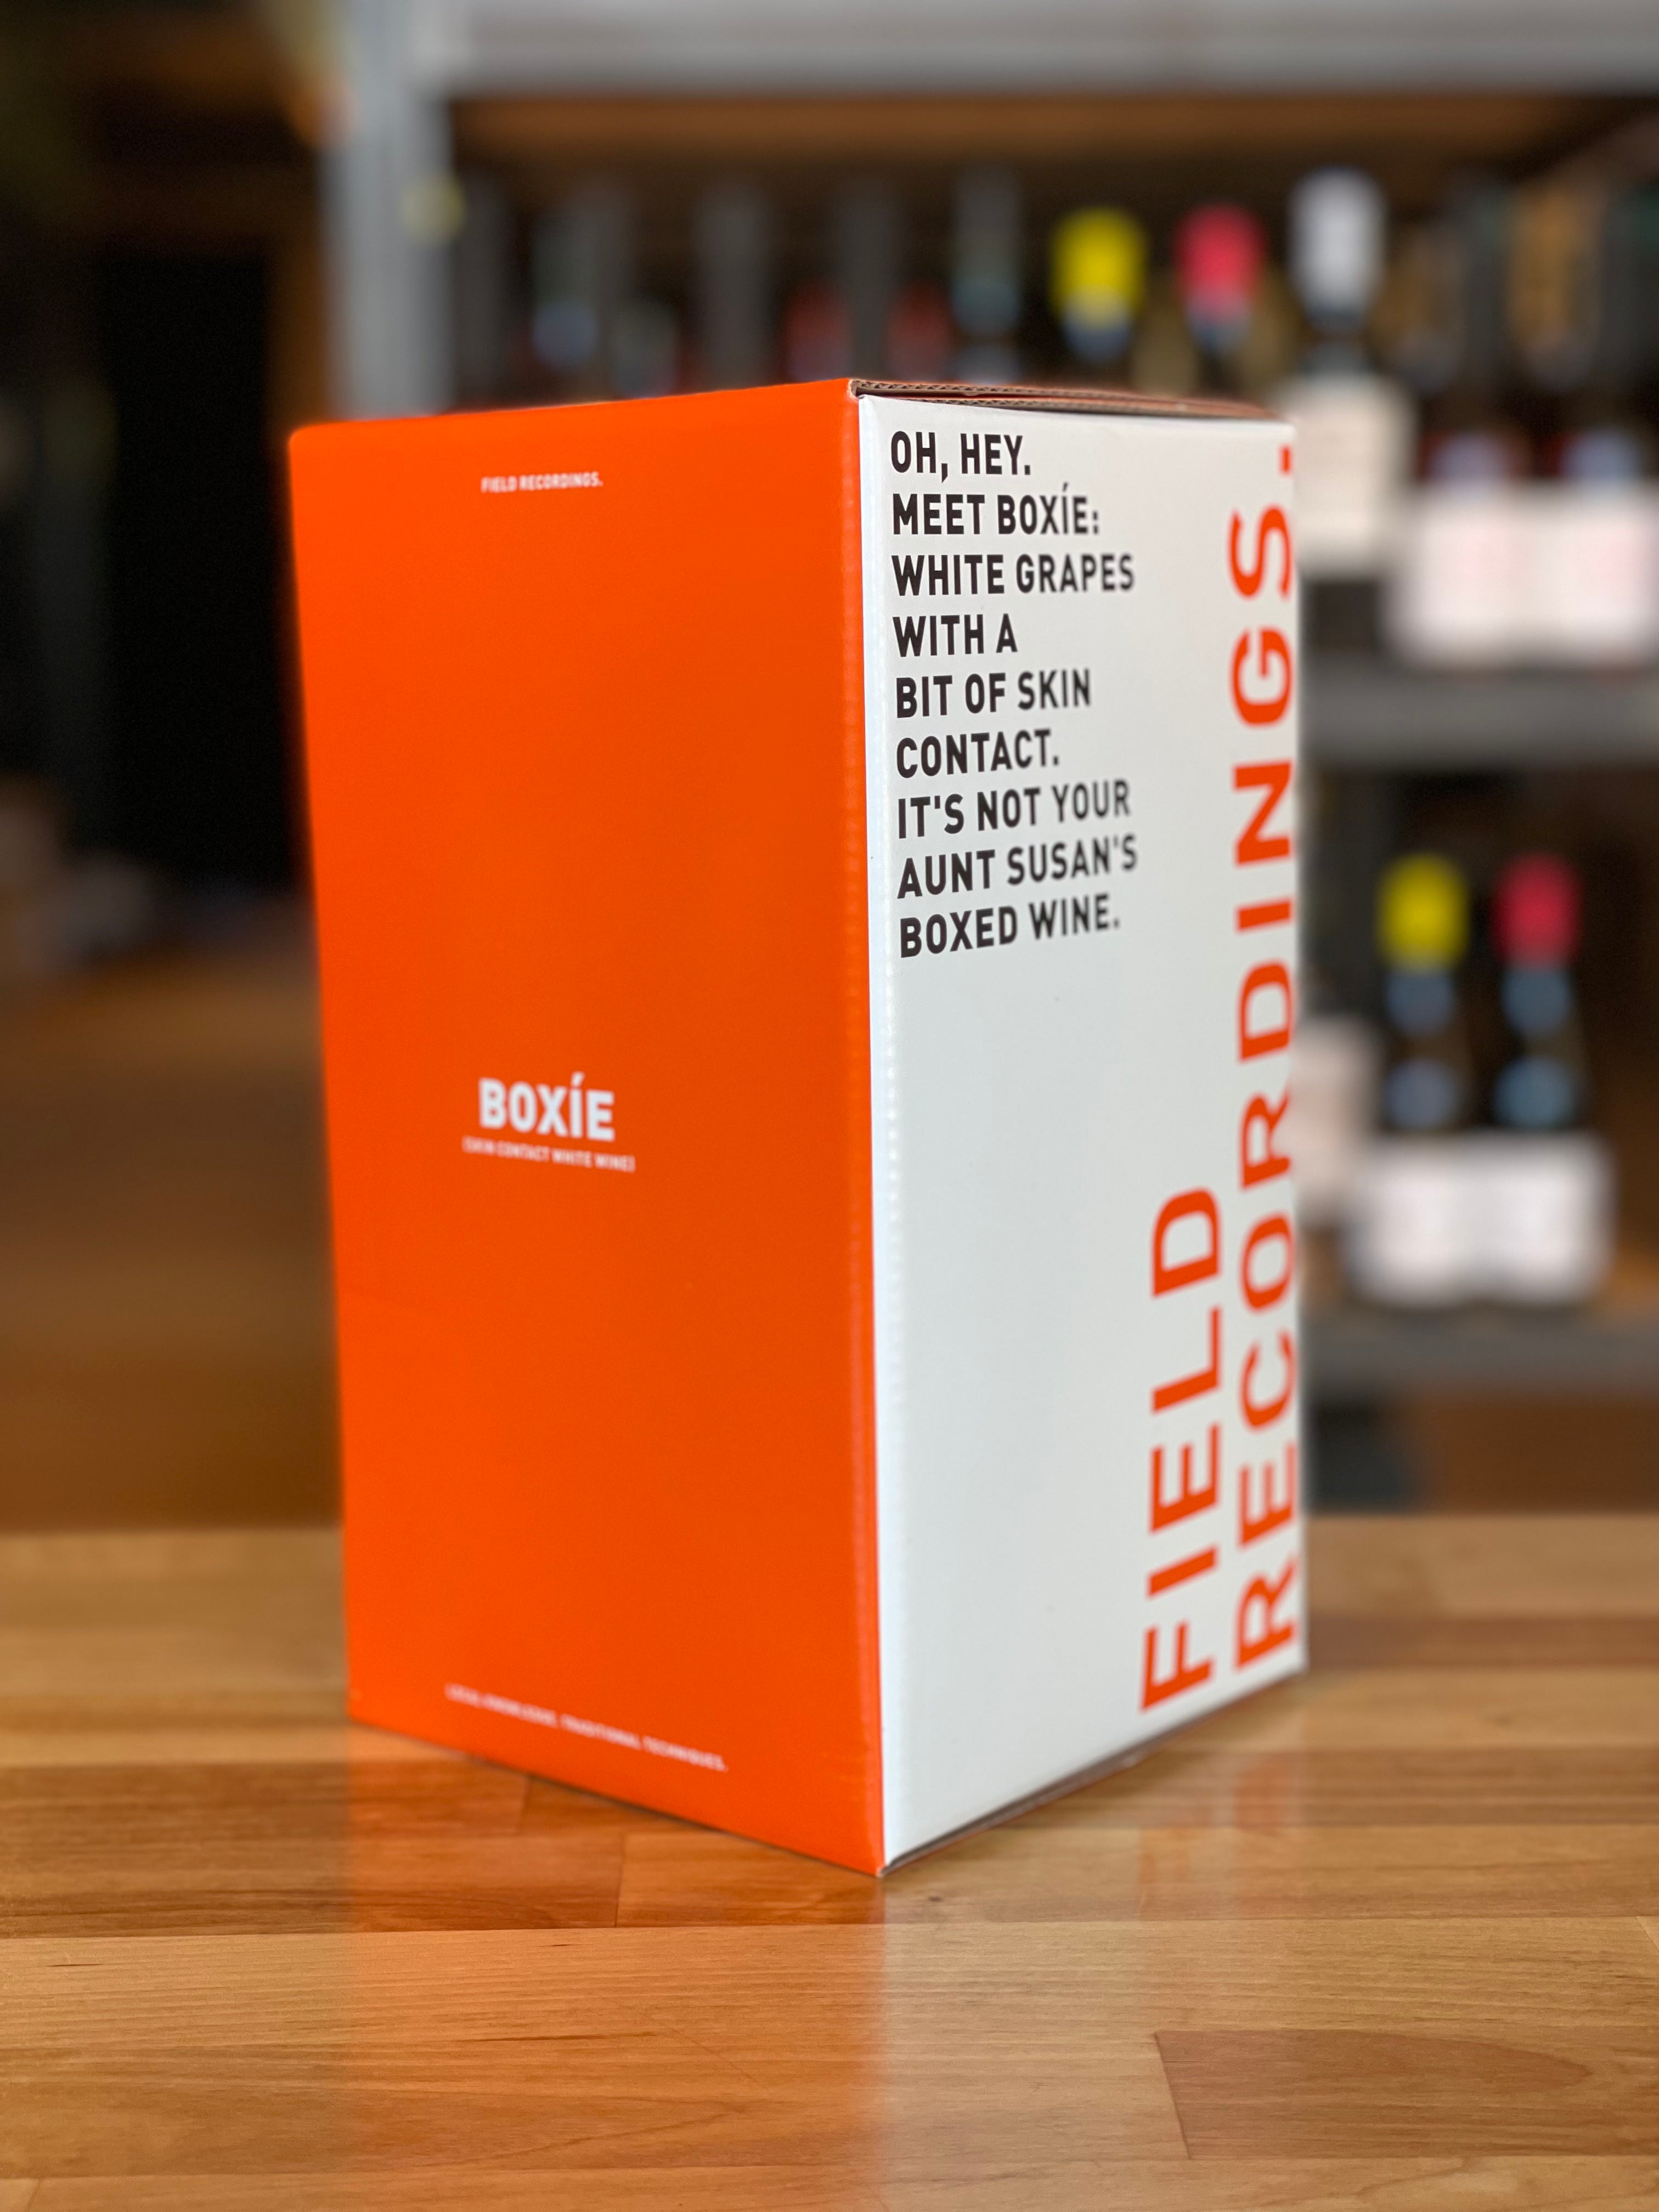 FIELD RECORDINGS.
BOXÍE
(SKIN CONTACT WHITE WINE)
LOCAL KNOWLEDGE. TRADITIONAL TECHNIQUES.
OH, HEY.
MEET BOXÍE:
WHITE GRAPES
WITH A
BIT OF SKIN
CONTACT.
IT'S NOT YOUR
AUNT SUSAN'S
BOXED WINE.
FIELD
RECORDINGS.